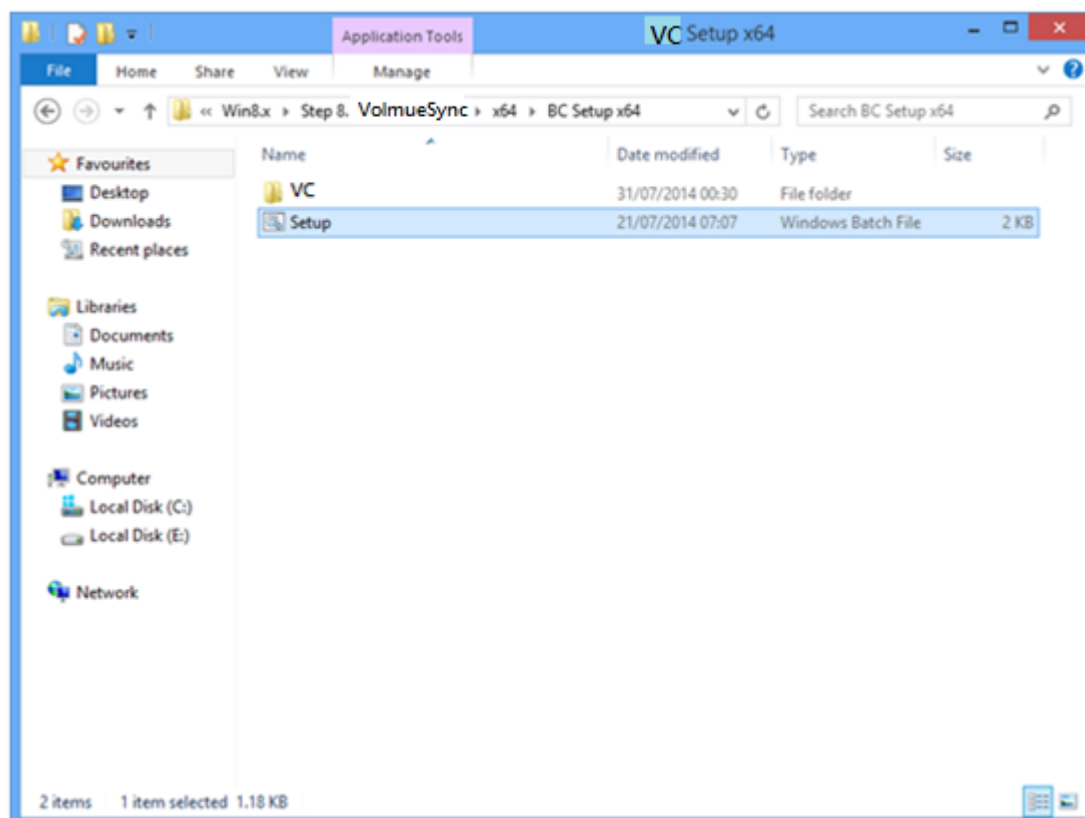 Application Tools
VC Setup x64
File Home Share View Manage
« Win8.x Step 8. VolmueSync x64 BC Setup x64 Search BC Setup x64
Name Date modified Type Size
VC 31/07/2014 00:30 File folder
Setup 21/07/2014 07:07 Windows Batch File 2 KB
Favourites
Desktop
Downloads
Recent places
Libraries
Documents
Music
Pictures
Videos
Computer
Local Disk (C:)
Local Disk (E:)
Network
2 items 1 item selected 1.18 KB